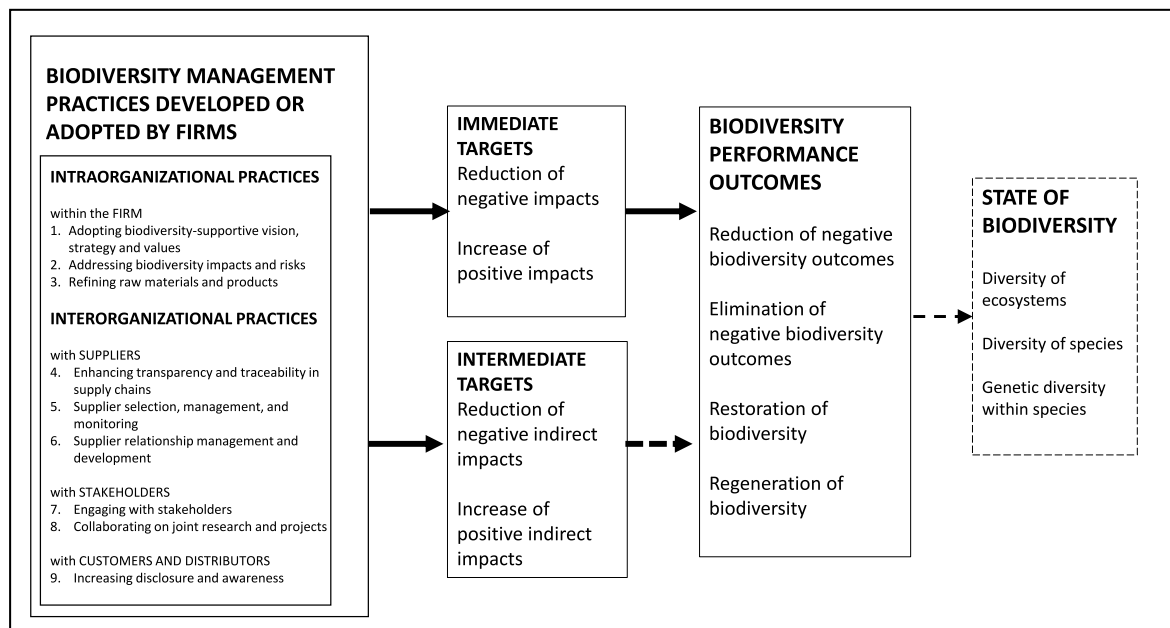 BIODIVERSITY MANAGEMENT
PRACTICES DEVELOPED OR
ADOPTED BY FIRMS
INTRAORGANIZATIONAL PRACTICES
within the FIRM
1. Adopting biodiversity-supportive vision,
strategy and values
2. Addressing biodiversity impacts and risks
3. Refining raw materials and products
INTERORGANIZATIONAL PRACTICES
with SUPPLIERS
4. Enhancing transparency and traceability in
supply chains
5. Supplier selection, management, and
monitoring
6. Supplier relationship management and
development
with STAKEHOLDERS
7. Engaging with stakeholders
8. Collaborating on joint research and projects
with CUSTOMERS AND DISTRIBUTORS
9. Increasing disclosure and awareness
IMMEDIATE
TARGETS
Reduction of
negative impacts
Increase of
positive impacts
INTERMEDIATE
TARGETS
Reduction of
negative indirect
impacts
Increase of
positive indirect
impacts
BIODIVERSITY
PERFORMANCE
OUTCOMES
Reduction of negative
biodiversity outcomes
Elimination of
negative biodiversity
outcomes
Restoration of
biodiversity
Regeneration of
biodiversity
STATE OF
BIODIVERSITY
Diversity of
ecosystems
Diversity of species
Genetic diversity
within species